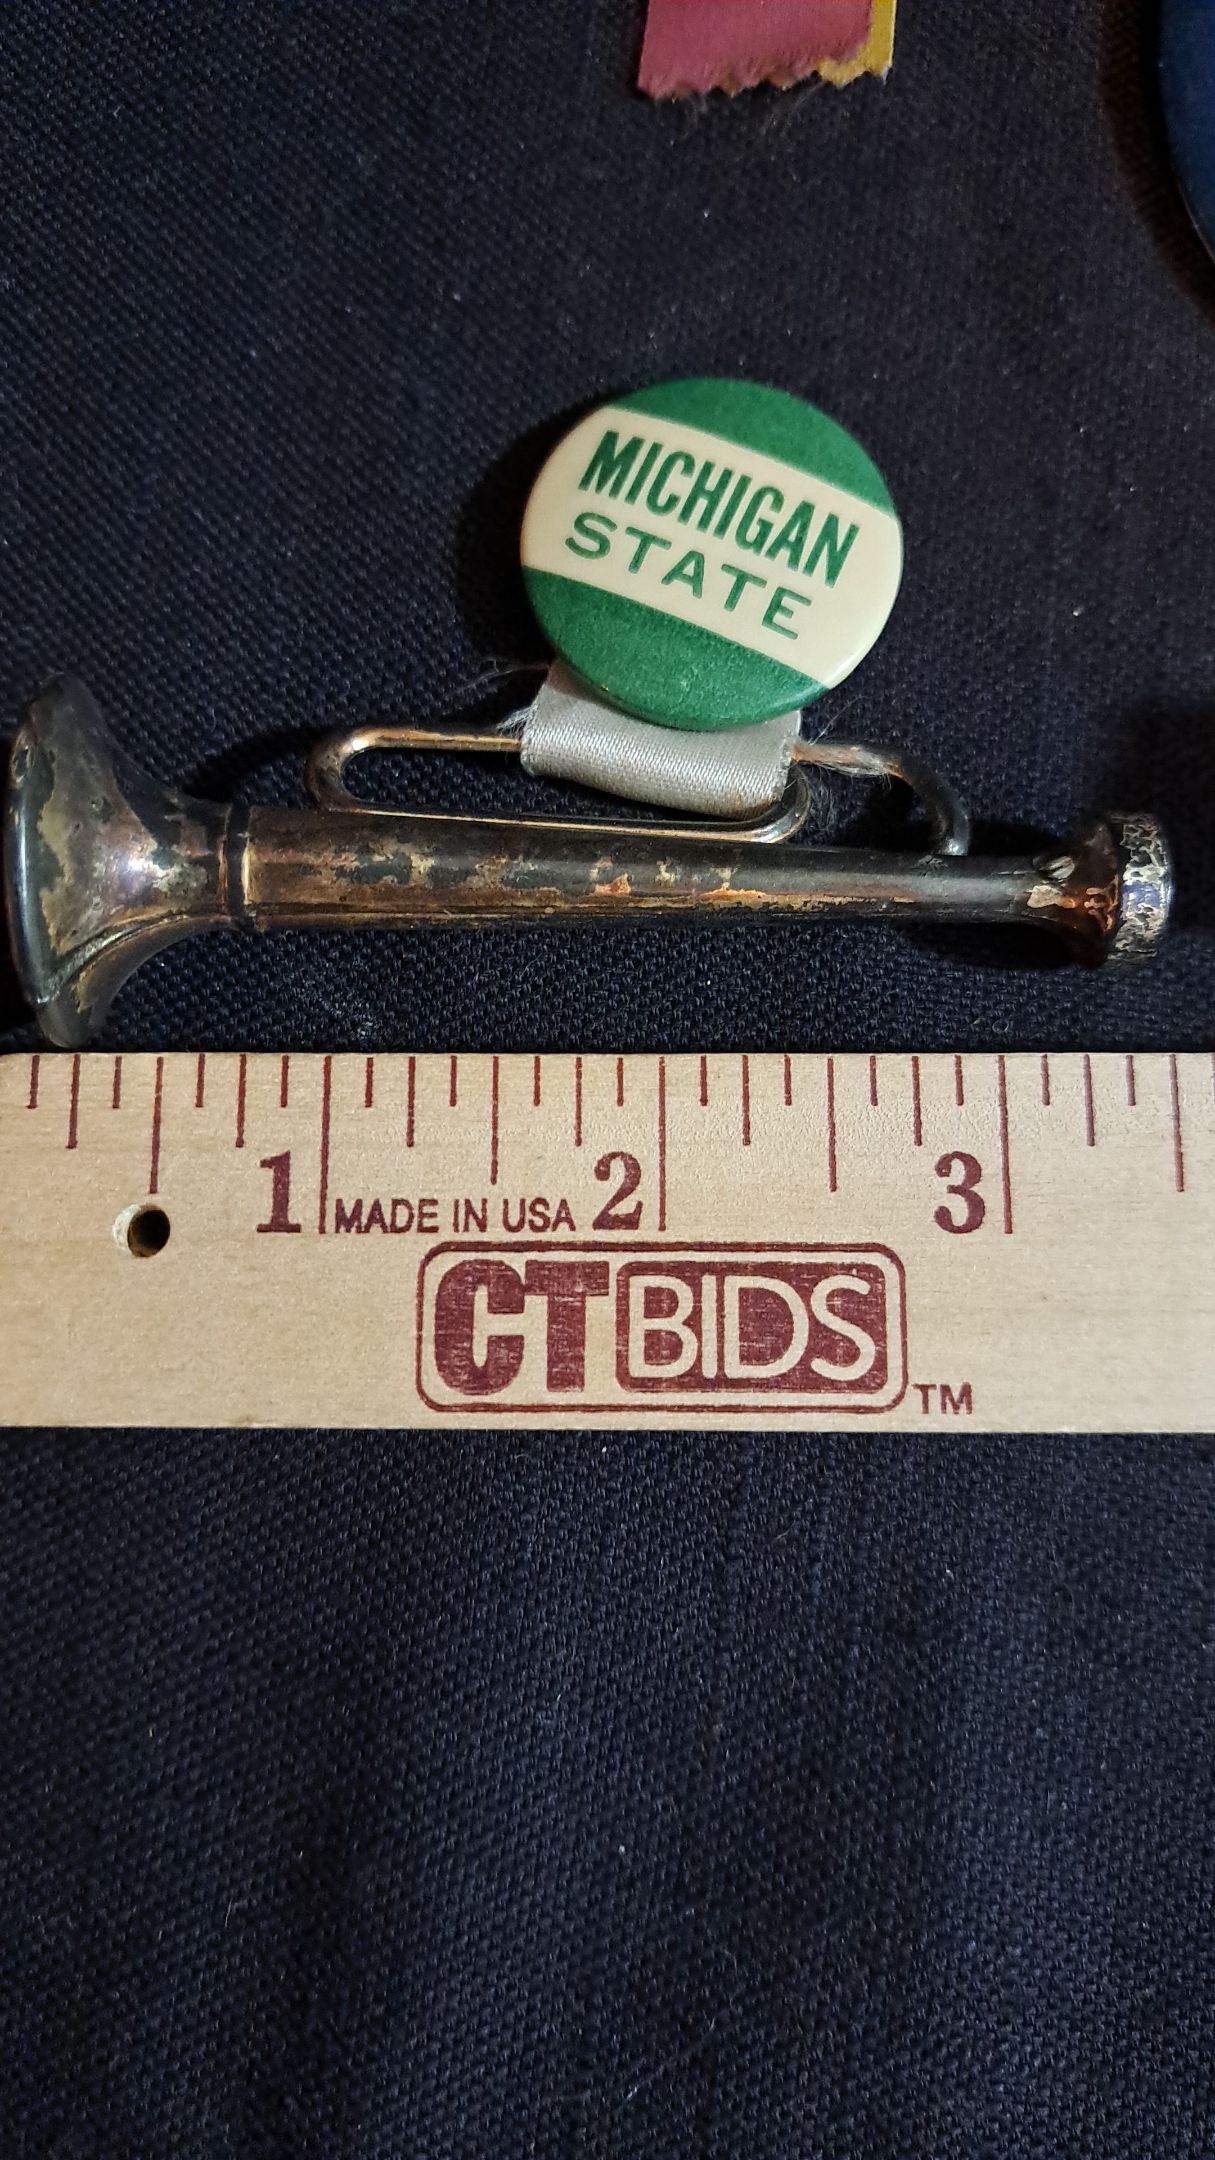 MICHIGAN
STATE
1 MADE IN USA 2 3
CTBIDS TM